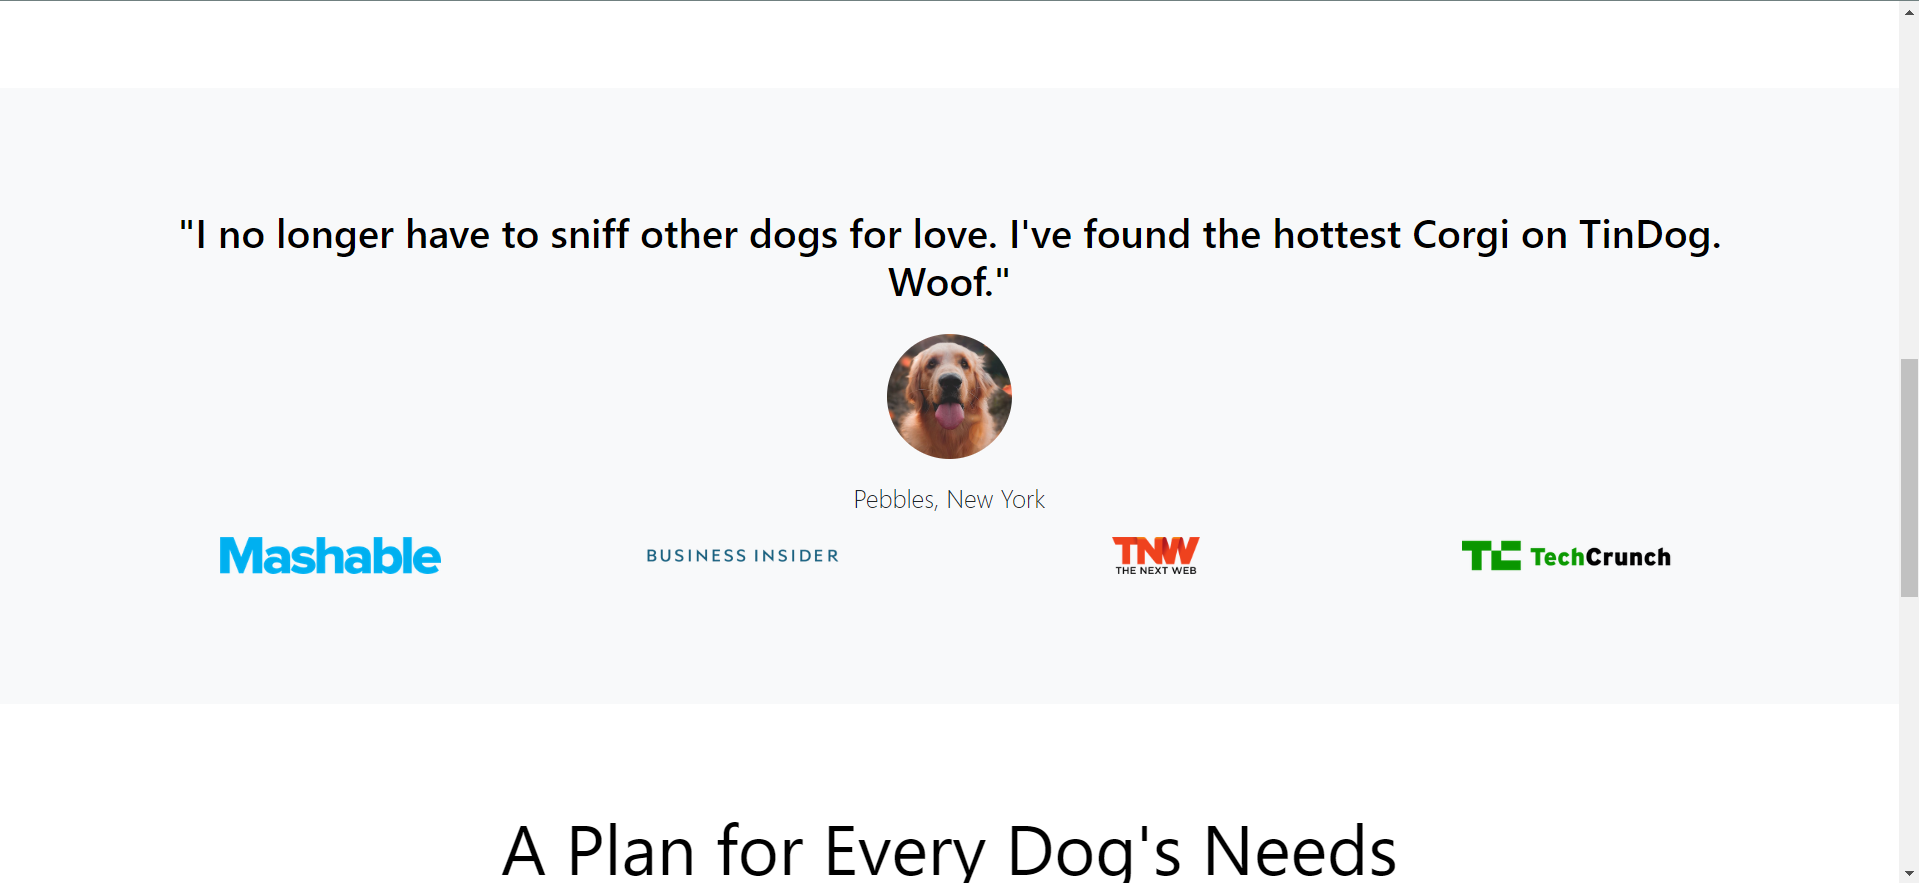 "I no longer have to sniff other dogs for love. I've found the hottest Corgi on TinDog.
Woof."
Pebbles, New York
Mashable
BUSINESS INSIDER
TNW
THE NEXT WEB
TC TechCrunch
A Plan for Every Dog's Needs